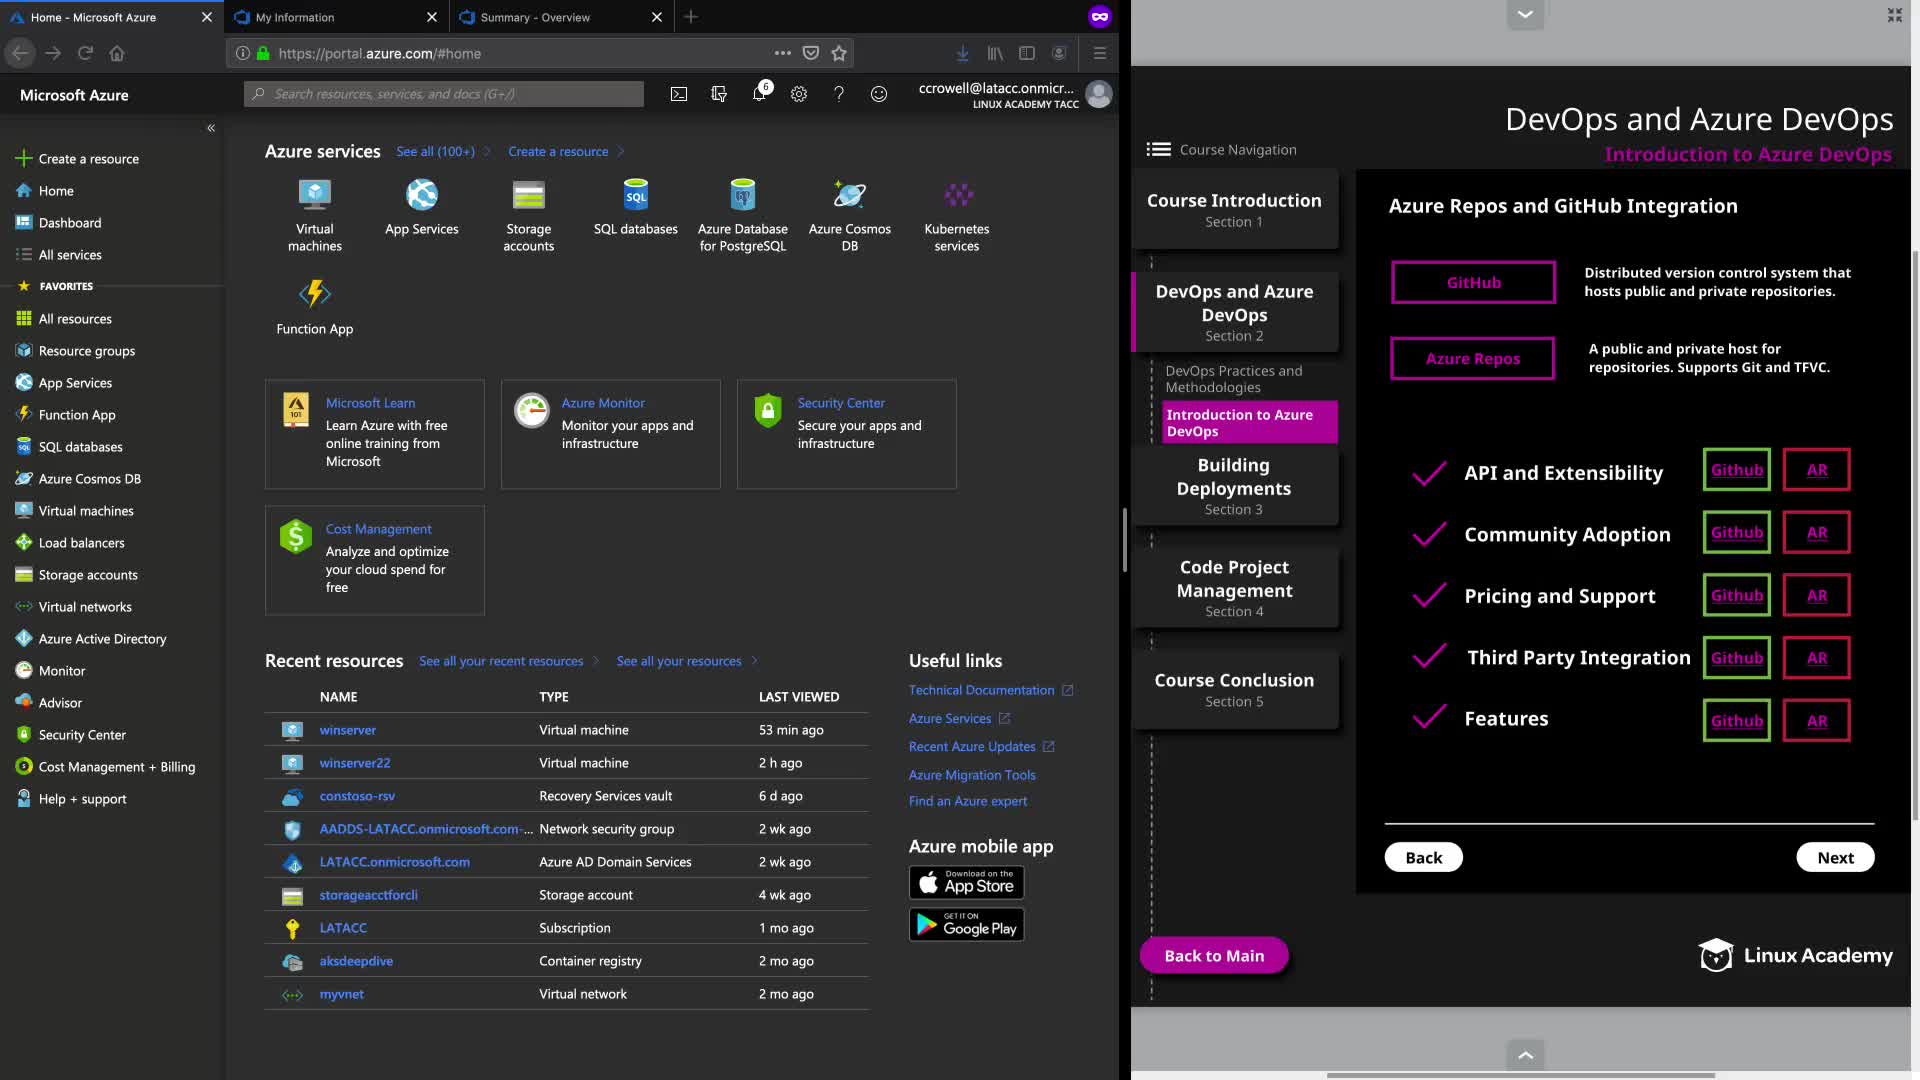 Home - Microsoft Azure
My Information
Summary - Overview
https://portal.azure.com/#home
Microsoft Azure
Search resources, services, and docs (G+/)
6
ccrowell@latacc.onmicr...
LINUX ACADEMY TACC
Create a resource
Home
Dashboard
All services
FAVORITES
All resources
Resource groups
App Services
Function App
SQL databases
Azure Cosmos DB
Virtual machines
Load balancers
Storage accounts
Virtual networks
Azure Active Directory
Monitor
Advisor
Security Center
Cost Management + Billing
Help + support
Azure services
See all (100+)
Create a resource
Virtual
machines
App Services
Storage
accounts
SQL
SQL databases
Azure Database
for PostgreSQL
Azure Cosmos
DB
Kubernetes
services
Function App
101
Microsoft Learn
Learn Azure with free
online training from
Microsoft
Azure Monitor
Monitor your apps and
infrastructure
Security Center
Secure your apps and
infrastructure
Cost Management
Analyze and optimize
your cloud spend for
free
Recent resources
See all your recent resources
See all your resources
NAME TYPE LAST VIEWED
winserver Virtual machine 53 min ago
winserver22 Virtual machine 2 h ago
constoso-rsv Recovery Services vault 6 d ago
AADDS-LATACC.onmicrosoft.com-... Network security group 2 wk ago
LATACC.onmicrosoft.com Azure AD Domain Services 2 wk ago
storageacctforcli Storage account 4 wk ago
LATACC Subscription 1 mo ago
aksdeepdive Container registry 2 mo ago
myvnet Virtual network 2 mo ago
Useful links
Technical Documentation
Azure Services
Recent Azure Updates
Azure Migration Tools
Find an Azure expert
Azure mobile app
Download on the
App Store
GET IT ON
Google Play
DevOps and Azure DevOps
Introduction to Azure DevOps
Course Navigation
Course Introduction
Section 1
DevOps and Azure
DevOps
Section 2
DevOps Practices and
Methodologies
Introduction to Azure
DevOps
Building
Deployments
Section 3
Code Project
Management
Section 4
Course Conclusion
Section 5
Back to Main
Azure Repos and GitHub Integration
GitHub
Distributed version control system that
hosts public and private repositories.
Azure Repos
A public and private host for
repositories. Supports Git and TFVC.
API and Extensibility Github AR
Community Adoption Github AR
Pricing and Support Github AR
Third Party Integration Github AR
Features Github AR
Back
Next
Linux Academy